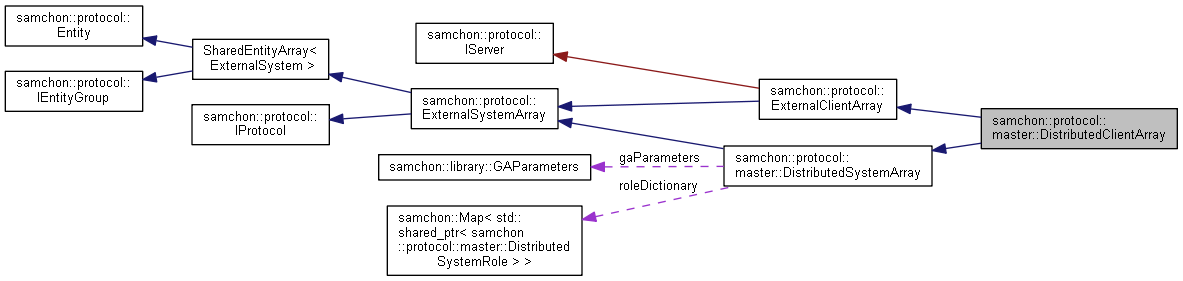 samchon::protocol::
Entity
samchon::protocol::
IEntityGroup
SharedEntityArray<
ExternalSystem >
samchon::protocol::
IProtocol
samchon::protocol::
IServer
samchon::protocol::
ExternalSystemArray
samchon::library::GAParameters
samchon::Map< std::
shared_ptr< samchon
::protocol::master::Distributed
SystemRole > >
gaParameters
roleDictionary
samchon::protocol::
ExternalClientArray
samchon::protocol::
master::DistributedSystemArray
samchon::protocol::
master::DistributedClientArray